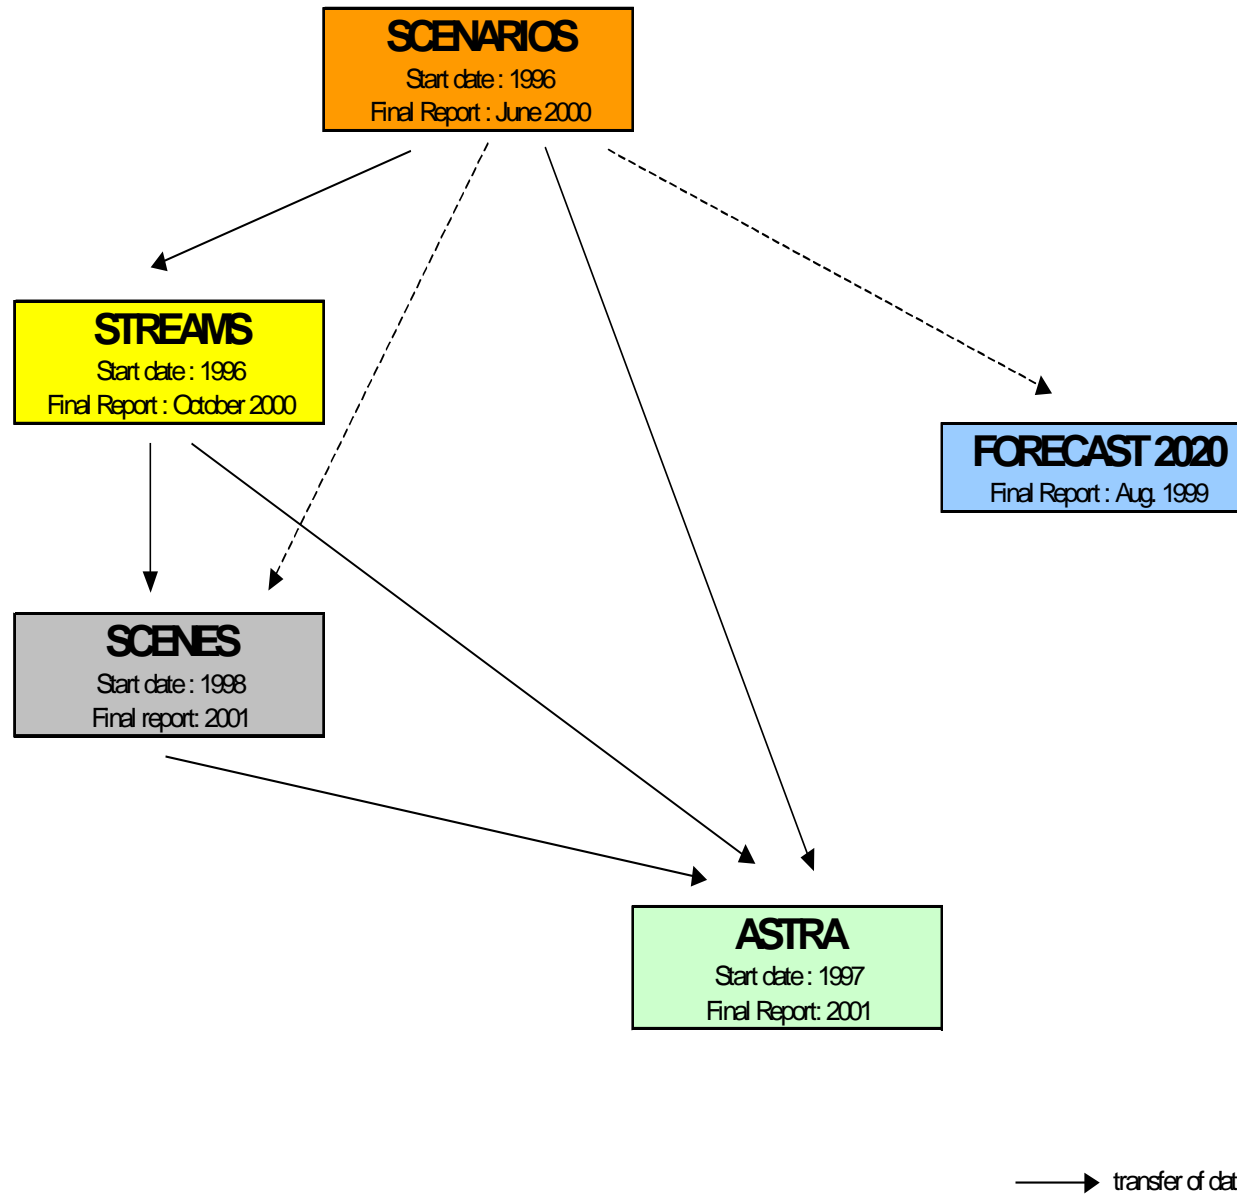 SCENARIOS
Start date : 1996
Final Report : June 2000
STREAMS
Start date : 1996
Final Report : October 2000
FORECAST 2020
Final Report : Aug. 1999
SCENES
Start date : 1998
Final report: 2001
ASTRA
Start date : 1997
Final Report: 2001
transfer of dat